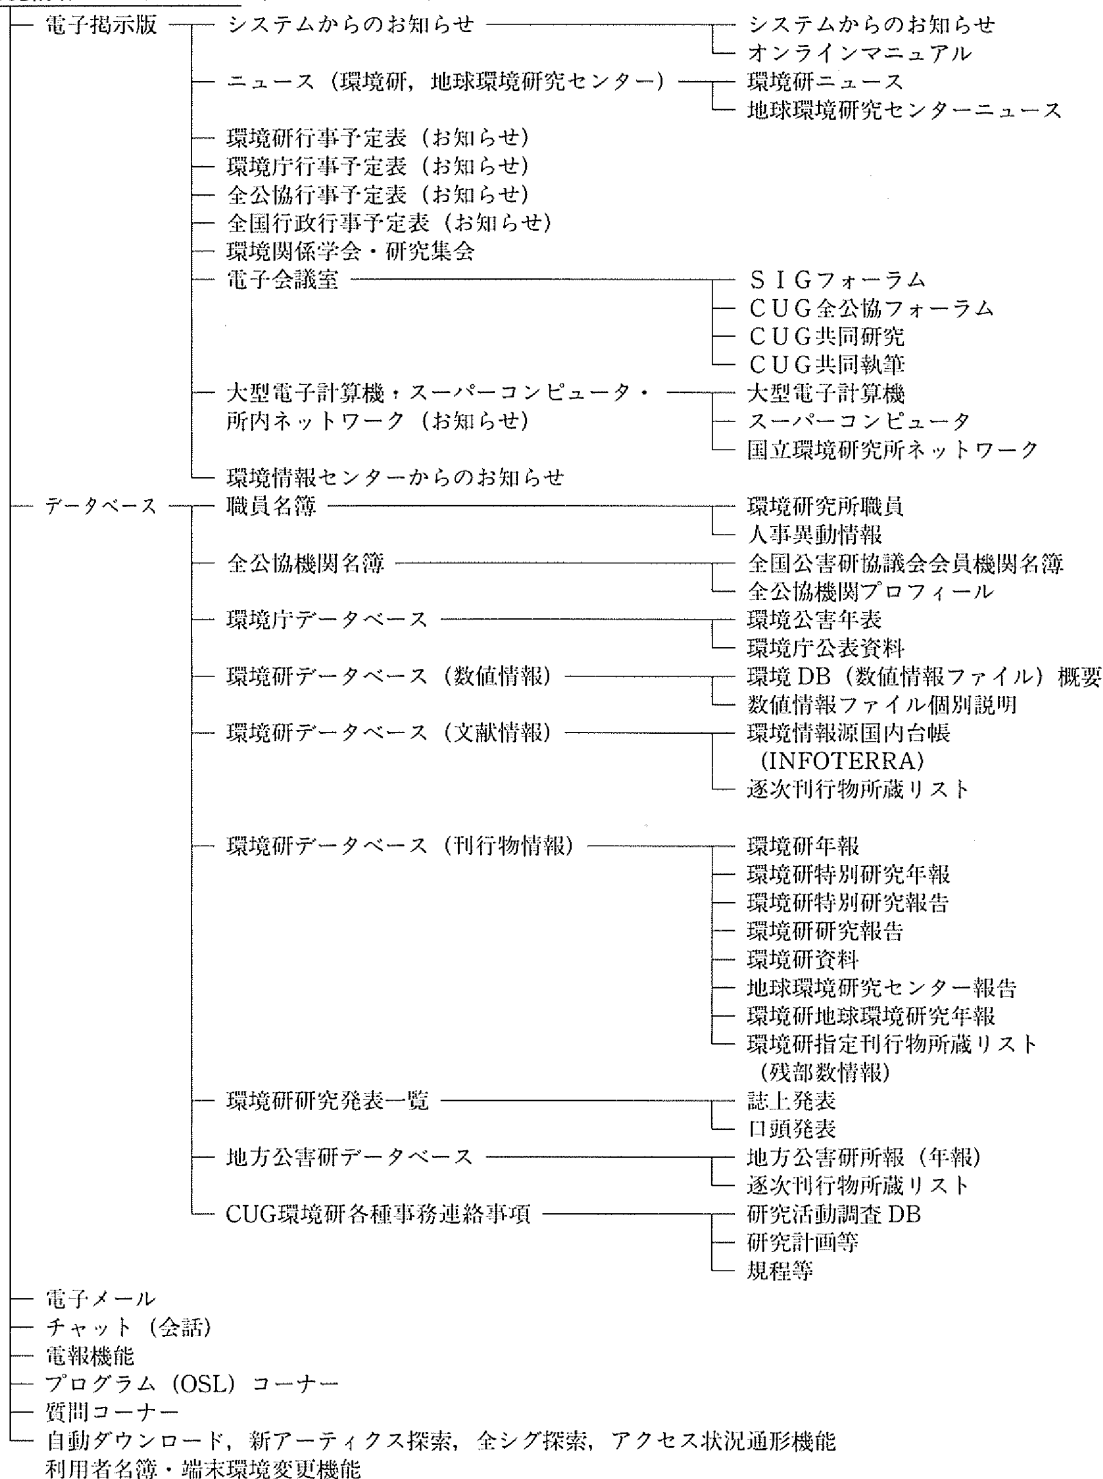 電子掲示版 システムからのお知らせ システムからのお知らせ
オンラインマニュアル
ニュース（環境研，地球環境研究センター） 環境研ニュース
地球環境研究センターニュース
環境研行事予定表（お知らせ）
環境庁行事予定表（お知らせ）
全公協行事予定表（お知らせ）
全国行政行事予定表（お知らせ）
環境関係学会・研究集会
電子会議室 ＳＩＧフォーラム
ＣＵＧ全公協フォーラム
ＣＵＧ共同研究
ＣＵＧ共同執筆
大型電子計算機・スーパーコンピュータ・ 大型電子計算機
所内ネットワーク（お知らせ） スーパーコンピュータ
国立環境研究所ネットワーク
環境情報センターからのお知らせ
データベース 職員名簿 環境研究所職員
人事異動情報
全公協機関名簿 全国公害研協議会会員機関名簿
全公協機関プロフィール
環境庁データベース 環境公害年表
環境庁公表資料
環境研データベース（数値情報） 環境 DB（数値情報ファイル）概要
数値情報ファイル個別説明
環境研データベース（文献情報） 環境情報源国内台帳
（INFOTERRA）
逐次刊行物所蔵リスト
環境研データベース（刊行物情報） 環境研年報
環境研特別研究年報
環境研特別研究報告
環境研研究報告
環境研資料
地球環境研究センター報告
環境研地球環境研究年報
環境研指定刊行物所蔵リスト
（残部数情報）
環境研研究発表一覧 誌上発表
口頭発表
地方公害研データベース 地方公害研所報（年報）
逐次刊行物所蔵リスト
CUG環境研各種事務連絡事項 研究活動調査 DB
研究計画等
規程等
電子メール
チャット（会話）
電報機能
プログラム（OSL）コーナー
質問コーナー
自動ダウンロード，新アーティクス探索，全シグ探索，アクセス状況通形機能
利用者名簿・端末環境変更機能